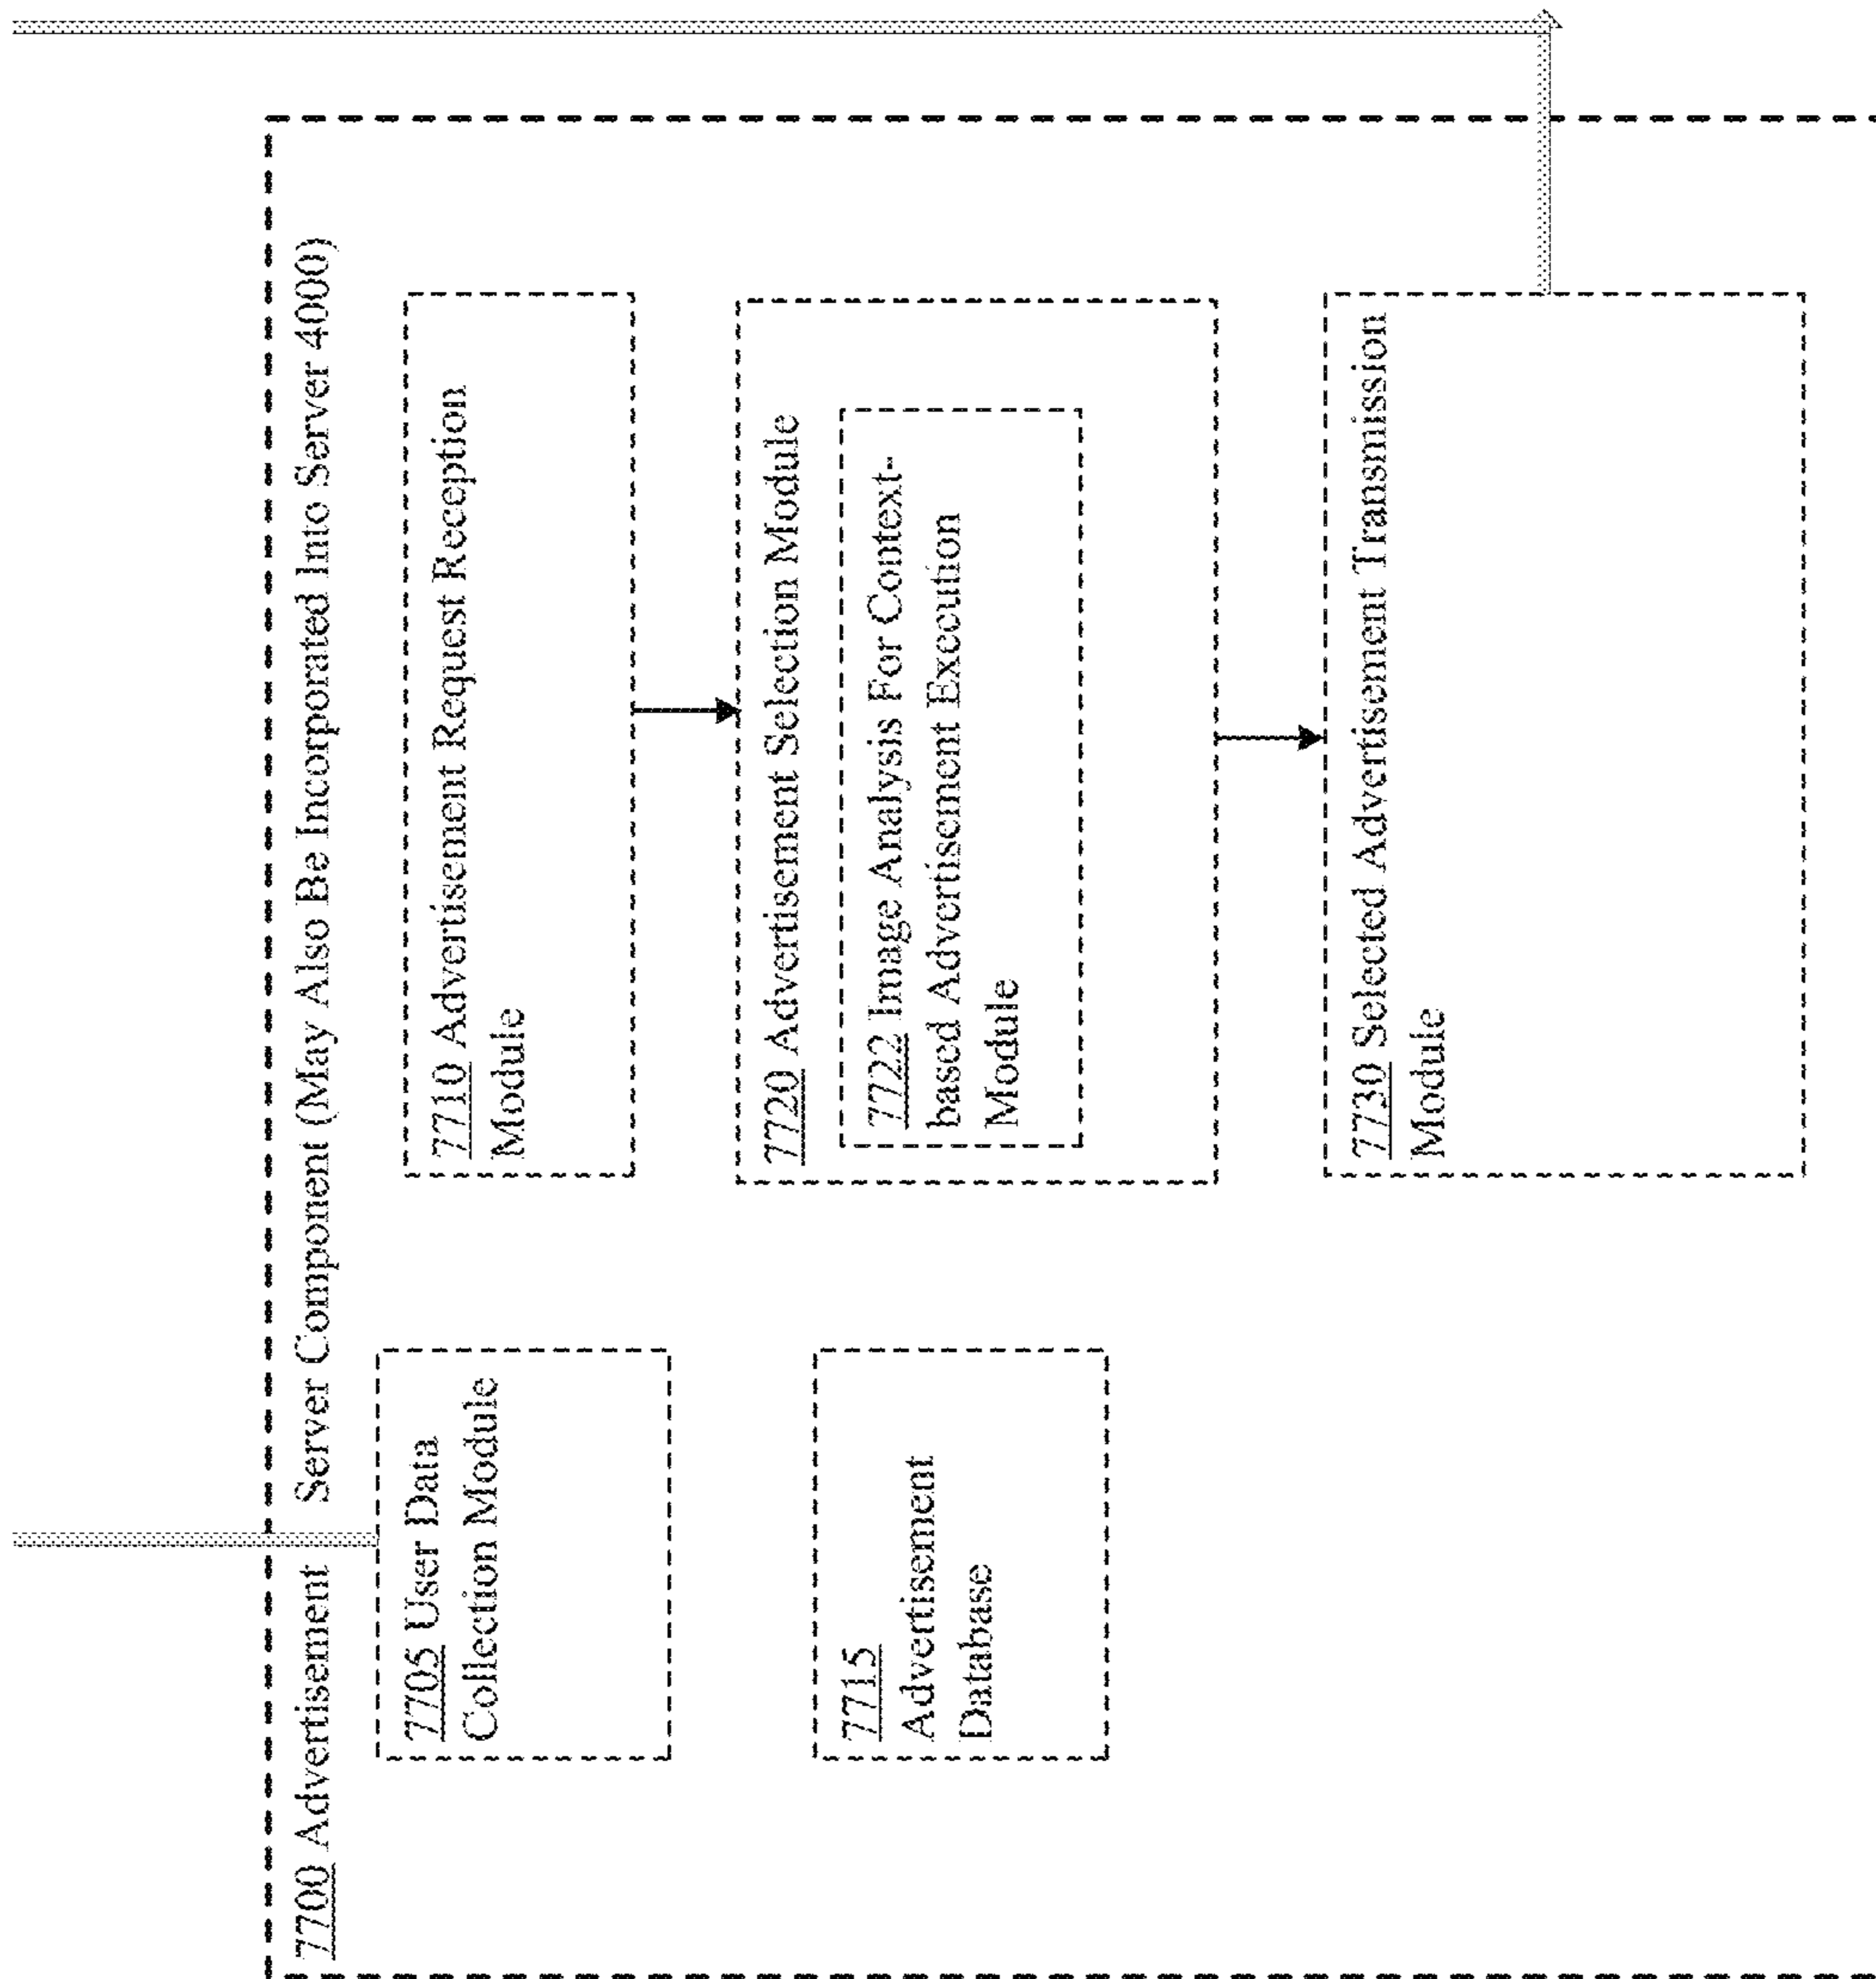 7700 Advertisement Server Component (May Also Be Incorporated Into Server 4000)
7705 User Data
Collection Module
7715
Advertisement
Database
7710 Advertisement Request Reception
Module
7720 Advertisement Selection Module
7722 Image Analysis For Context-
based Advertisement Execution
Module
7730 Selected Advertisement Transmission
Module